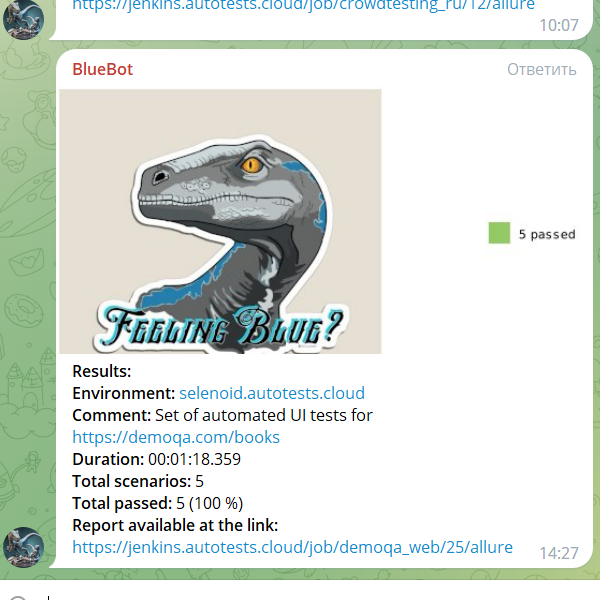 https://jenkins.autotests.cloud/job/crowdtesting_ru/12/allure
10:07
BlueBot
Ответить
FEELING BLUE?
5 passed
Results:
Environment: selenoid.autotests.cloud
Comment: Set of automated UI tests for
https://demoqa.com/books
Duration: 00:01:18.359
Total scenarios: 5
Total passed: 5 (100 %)
Report available at the link:
https://jenkins.autotests.cloud/job/demoqa_web/25/allure
14:27